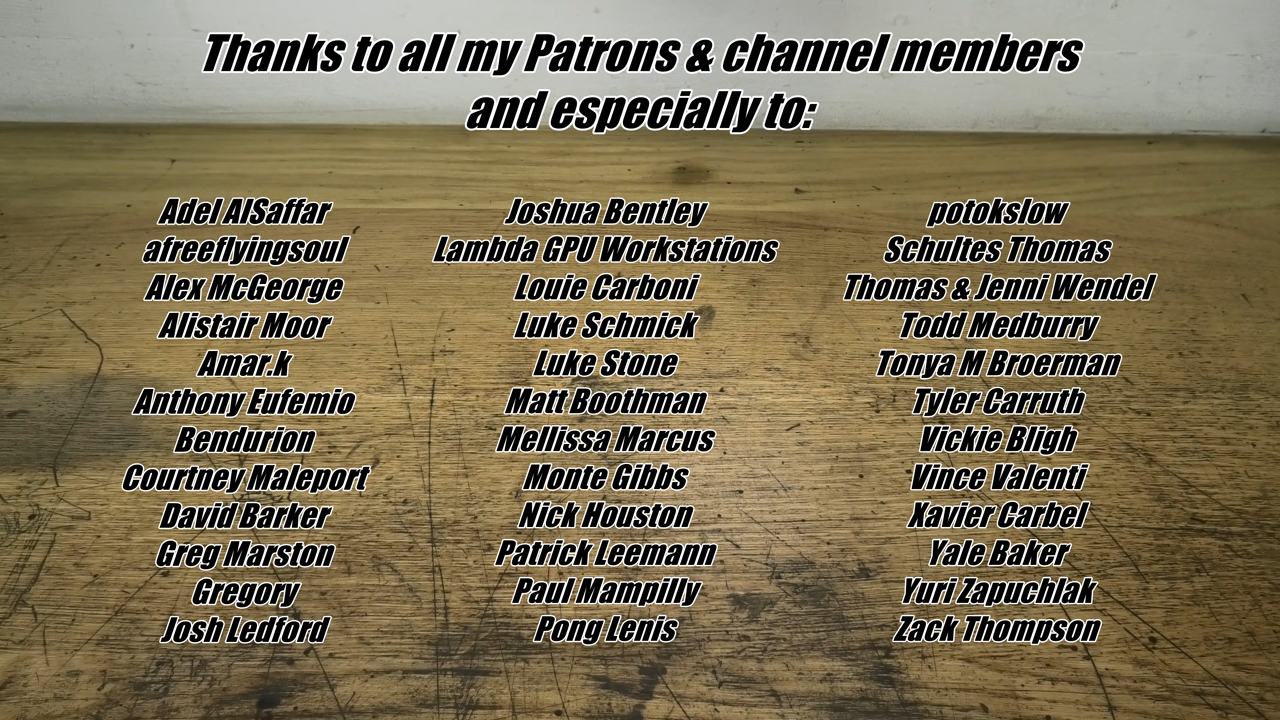 Thanks to all my Patrons & channel members
and especially to:
Adel AlSaffar
afreeflyingsoul
Alex McGeorge
Alistair Moor
Amar.k
Anthony Eufemio
Bendurion
Courtney Maleport
David Barker
Greg Marston
Gregory
Josh Ledford
Joshua Bentley
Lambda GPU Workstations
Louie Carboni
Luke Schmick
Luke Stone
Matt Boothman
Mellissa Marcus
Monte Gibbs
Nick Houston
Patrick Leemann
Paul Mampilly
Pong Lenis
potokslow
Schultes Thomas
Thomas & Jenni Wendel
Todd Medburry
Tonya M Broerman
Tyler Carruth
Vickie Bligh
Vince Valenti
Xavier Carbel
Yale Baker
Yuri Zapuchlak
Zack Thompson